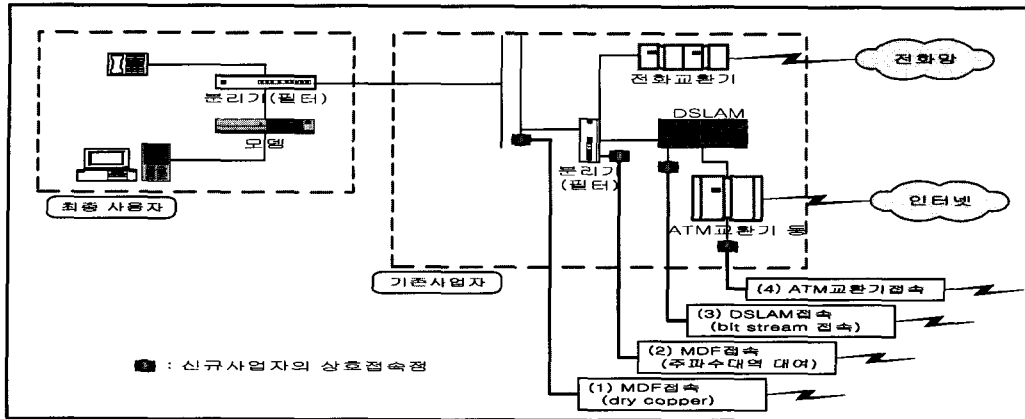 분리기(필터)
모뎀
최종 사용자
전화교환기
전화망
DSLAM
분리기
(필터)
ATM교환기 등
인터넷
기존사업자
(4) ATM교환기접속
(3) DSLAM접속
(bit stream 접속)
(2) MDF접속
(주파수대역 대여)
(1) MDF접속
(dry copper)
: 신규사업자의 상호접속점